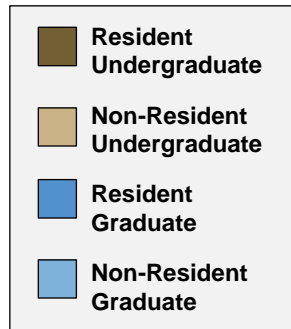 Resident
Undergraduate
Non-Resident
Undergraduate
Resident
Graduate
Non-Resident
Graduate